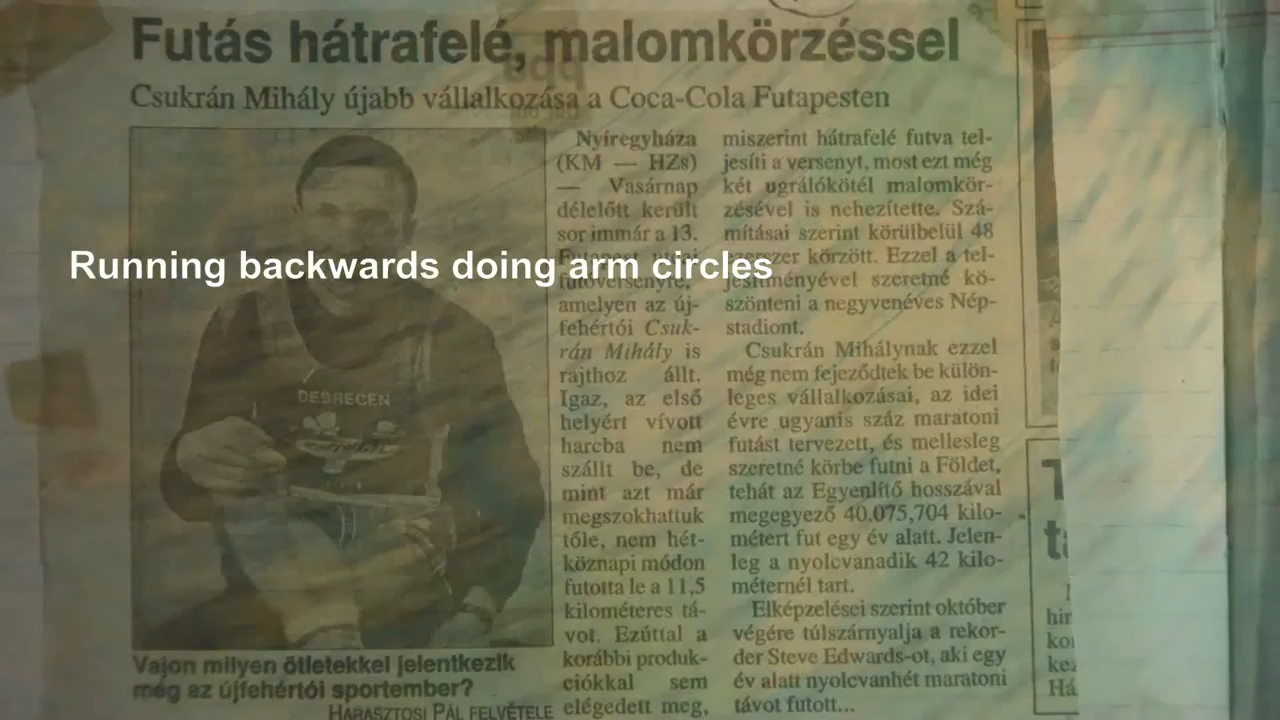 Futás hátrafelé, malomkörzéssel
Csukrán Mihály újabb vállalkozása a Coca-Cola Futapesten
Running backwards doing arm circles
DEBRECEN
Vajon milyen ötletekkel jelentkezik
még az újfehértói sportember?
HARASZTOSI PÁL FELVÉTELE
Nyíregyháza
(KM — HZs)
— Vasárnap
délelőtt került
sor immár a 13.
Futapest utcai
futóversenyre,
amelyen az új-
fehértói Csuk-
rán Mihály is
rajthoz állt.
Igaz, az első
helyért vívott
harcba nem
szállt be, de
mint azt már
megszokhattuk
tőle, nem hét-
köznapi módon
futotta le a 11,5
kilométeres tá-
vot. Ezúttal a
korábbi produk-
ciókkal sem
elégedett meg,
miszerint hátrafelé futva tel-
jesíti a versenyt, most ezt még
két ugrálókötél malomkör-
zésével is nehezítette. Szá-
mításai szerint körülbelül 48
ezerszer körzött. Ezzel a tel-
jesítményével szeretné kö-
szönteni a negyvenéves Nép-
stadiont.
Csukrán Mihálynak ezzel
még nem fejeződtek be külön-
leges vállalkozásai, az idei
évre ugyanis száz maratoni
futást tervezett, és mellesleg
szeretné körbe futni a Földet,
tehát az Egyenlítő hosszával
megegyező 40.075,704 kilo-
métert fut egy év alatt. Jelen-
leg a nyolcvanadik 42 kilo-
méternél tart.
Elképzelései szerint október
végére túlszárnyalja a rekor-
der Steve Edwards-ot, aki egy
év alatt nyolcvanhét maratoni
távot futott...
hir
kor
kez
Há